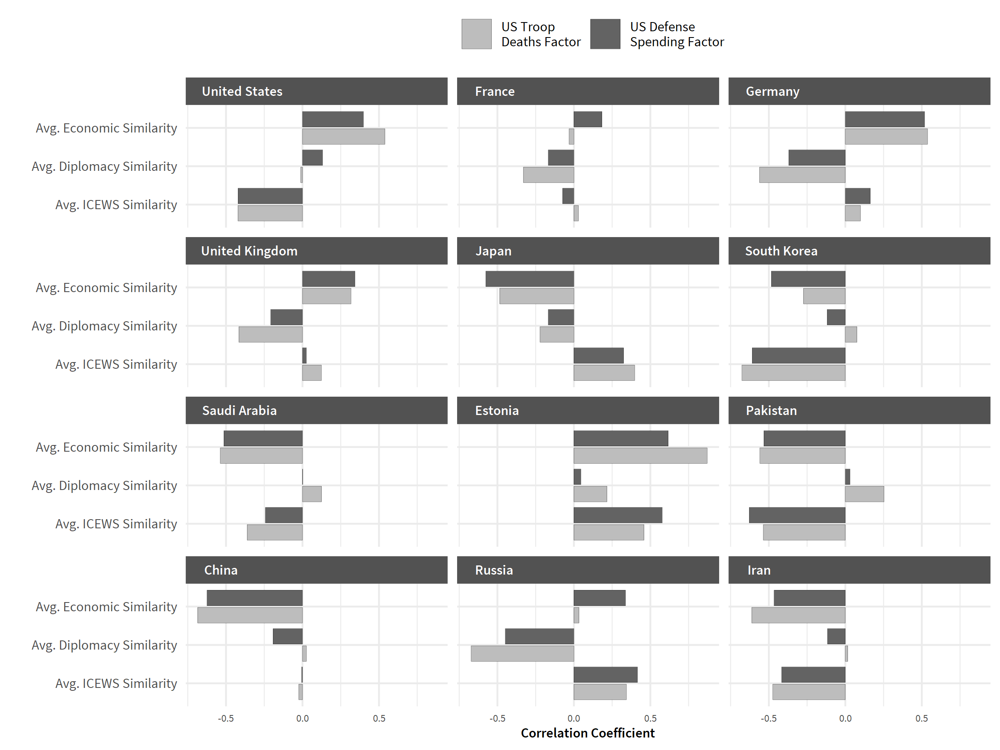 US Troop
Deaths Factor
US Defense
Spending Factor
United States
France
Germany
Avg. Economic Similarity
Avg. Diplomacy Similarity
Avg. ICEWS Similarity
United Kingdom
Japan
South Korea
Avg. Economic Similarity
Avg. Diplomacy Similarity
Avg. ICEWS Similarity
Saudi Arabia
Estonia
Pakistan
Avg. Economic Similarity
Avg. Diplomacy Similarity
Avg. ICEWS Similarity
China
Russia
Iran
Avg. Economic Similarity
Avg. Diplomacy Similarity
Avg. ICEWS Similarity
-0.5 0.0 0.5
-0.5 0.0 0.5
-0.5 0.0 0.5
Correlation Coefficient